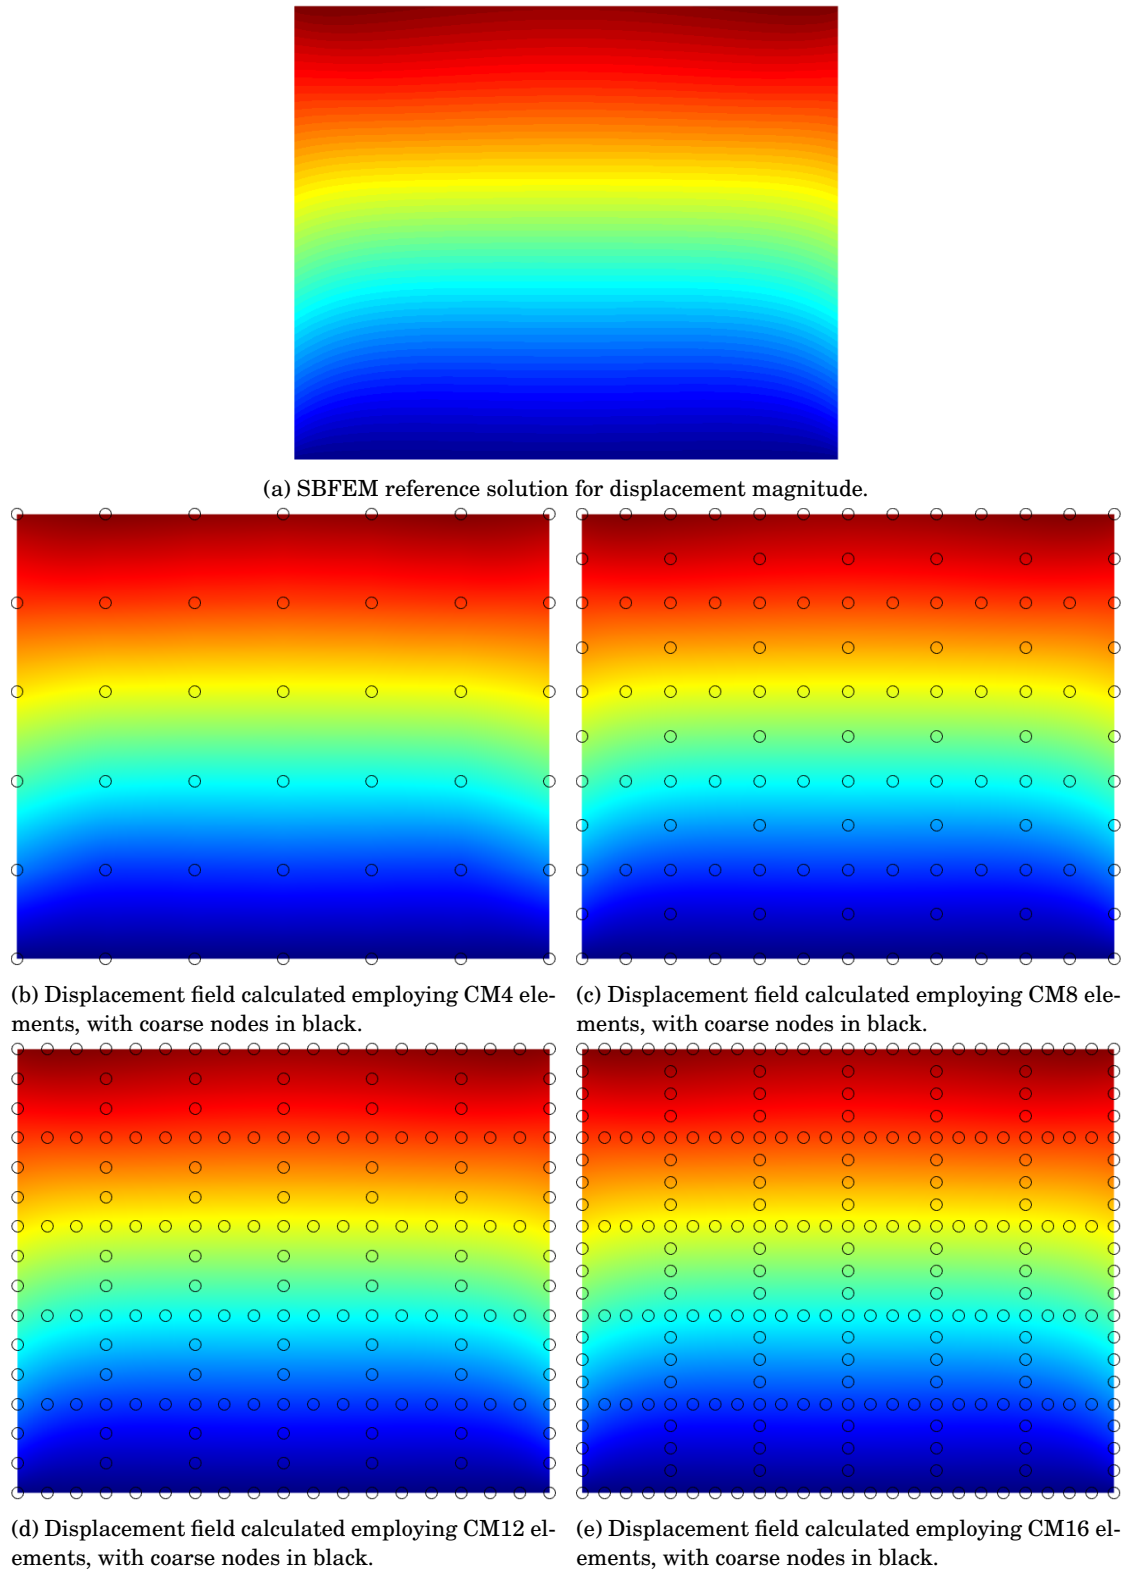 (a) SBFEM reference solution for displacement magnitude.
(b) Displacement field calculated employing CM4 ele-
ments, with coarse nodes in black.
(c) Displacement field calculated employing CM8 ele-
ments, with coarse nodes in black.
(d) Displacement field calculated employing CM12 el-
ements, with coarse nodes in black.
(e) Displacement field calculated employing CM16 el-
ements, with coarse nodes in black.